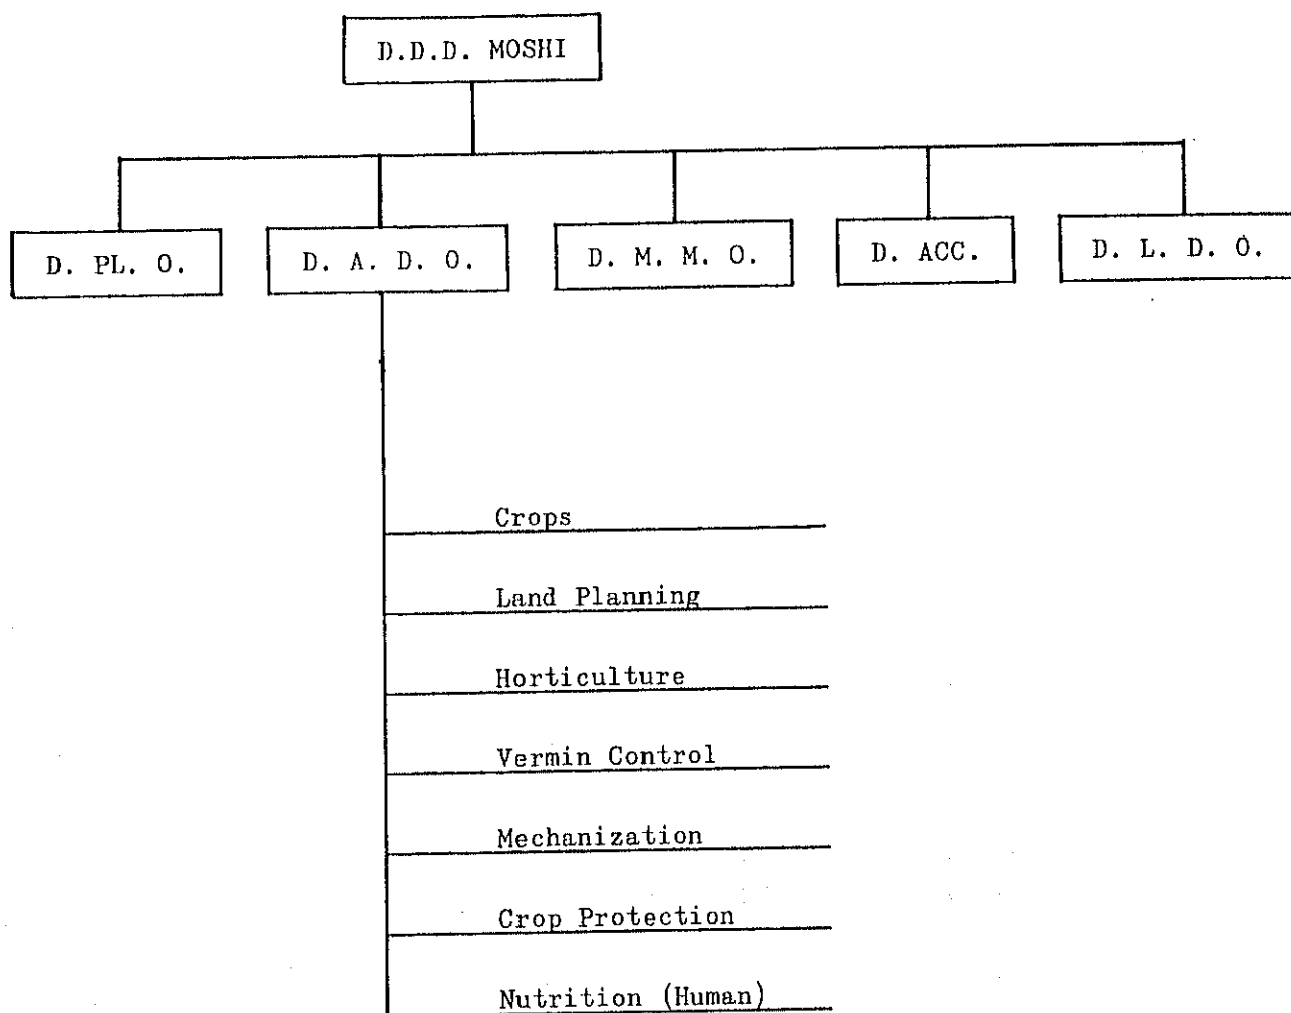 D.D.D. MOSHI
D. PL. O.
D. A. D. O.
D. M. M. O.
D. ACC.
D. L. D. O.
Crops
Land Planning
Horticulture
Vermin Control
Mechanization
Crop Protection
Nutrition (Human)